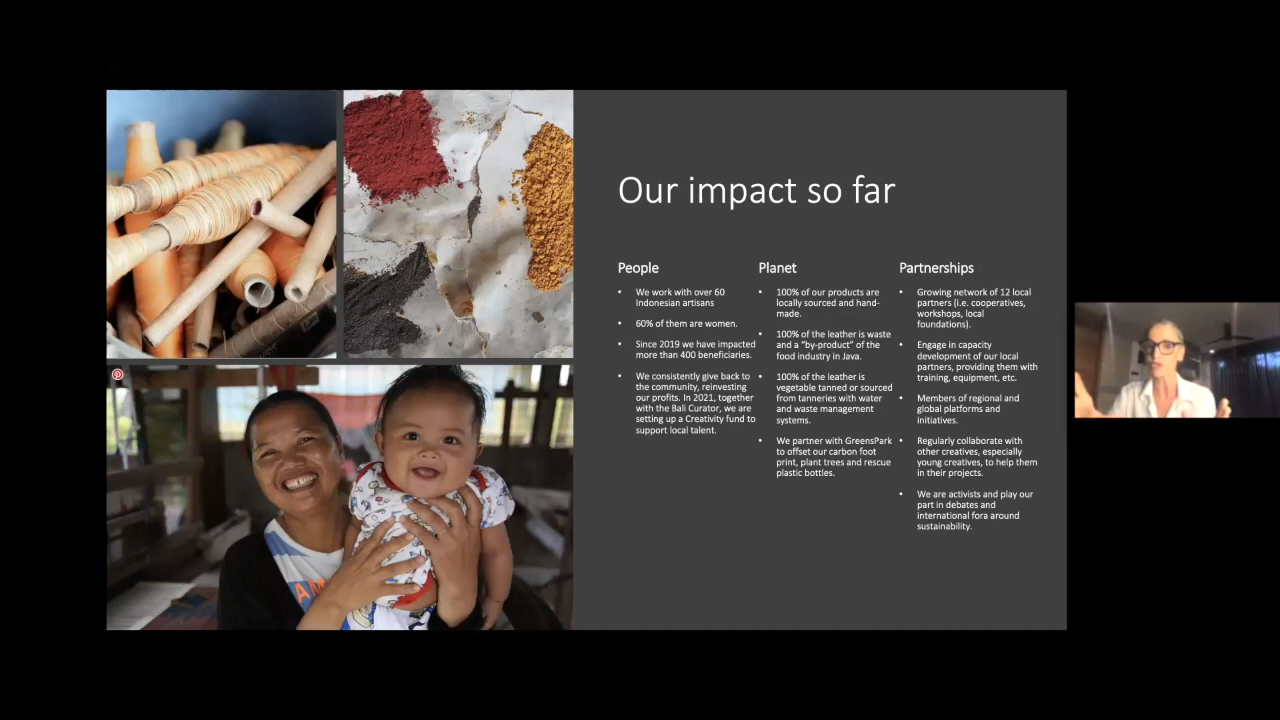 Our impact so far
People
• We work with over 60
Indonesian artisans
• 60% of them are women.
• Since 2019 we have impacted
more than 400 beneficiaries.
• We consistently give back to
the community, reinvesting
our profits. In 2021, together
with the Bali Curator, we are
setting up a Creativity fund to
support local talent.
Planet
• 100% of our products are
locally sourced and hand-
made.
• 100% of the leather is waste
and a “by-product” of the
food industry in Java.
• 100% of the leather is
vegetable tanned or sourced
from tanneries with water
and waste management
systems.
• We partner with GreensPark
to offset our carbon foot
print, plant trees and rescue
plastic bottles.
Partnerships
• Growing network of 12 local
partners (i.e. cooperatives,
workshops, local
foundations).
• Engage in capacity
development of our local
partners, providing them with
training, equipment, etc.
• Members of regional and
global platforms and
initiatives.
• Regularly collaborate with
other creatives, especially
young creatives, to help them
in their projects.
• We are activists and play our
part in debates and
international fora around
sustainability.